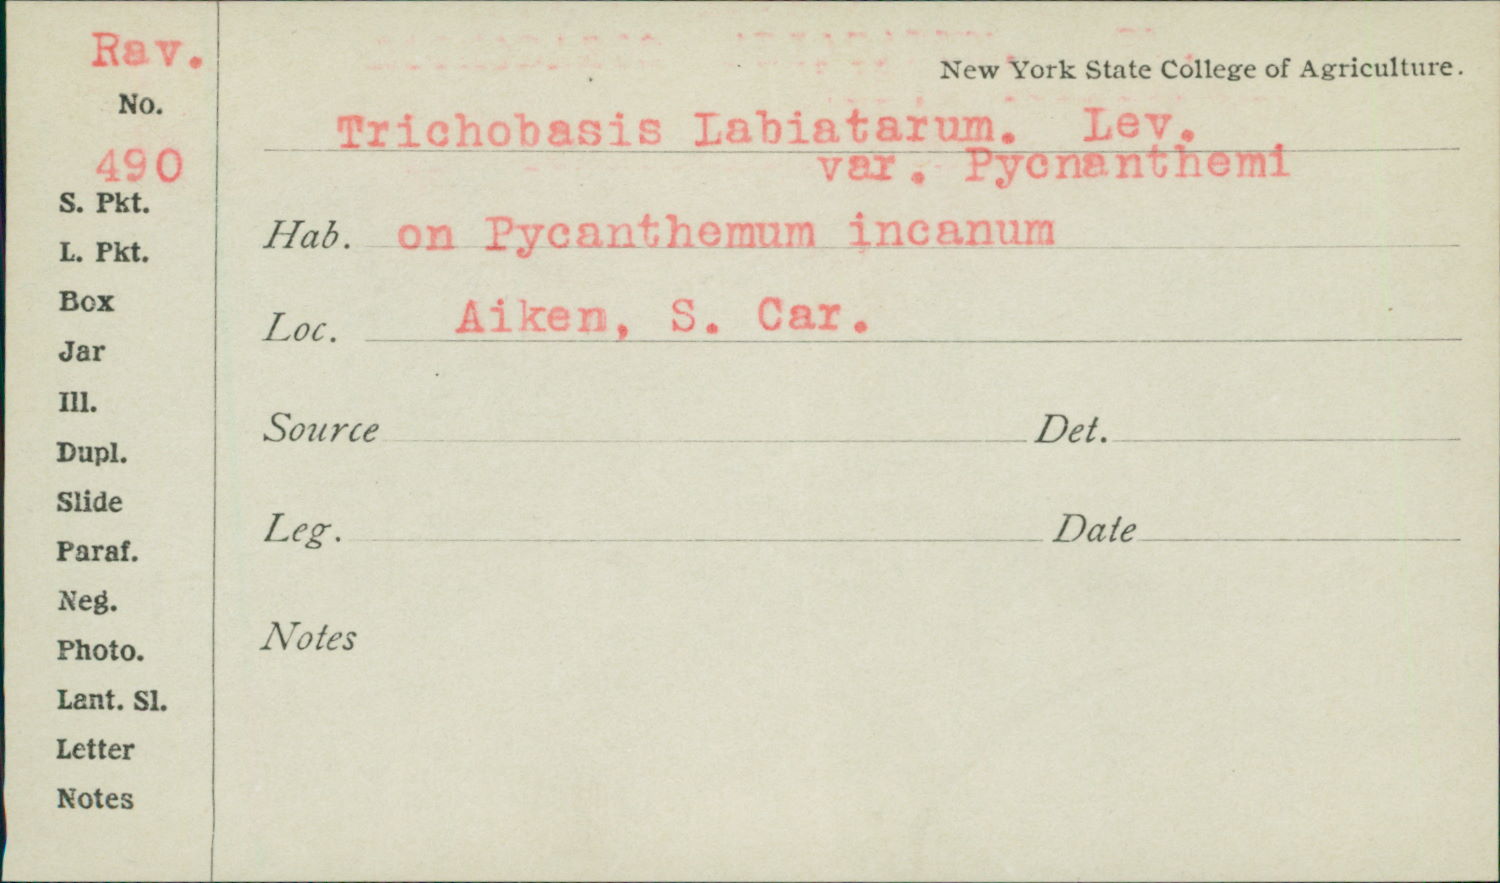 Rav.
No.
490
S. Pkt.
L. Pkt.
Box
Jar
Ill.
Dupl.
Slide
Paraf.
Neg.
Photo.
Lant. Sl.
Letter
Notes
New York State College of Agriculture.
Trichobasis Labiatarum. Lev.
var. Pycnanthemi
Hab. on Pycanthemum incanum
Loc. Aiken, S. Car.
Source Det.
Leg. Date
Notes